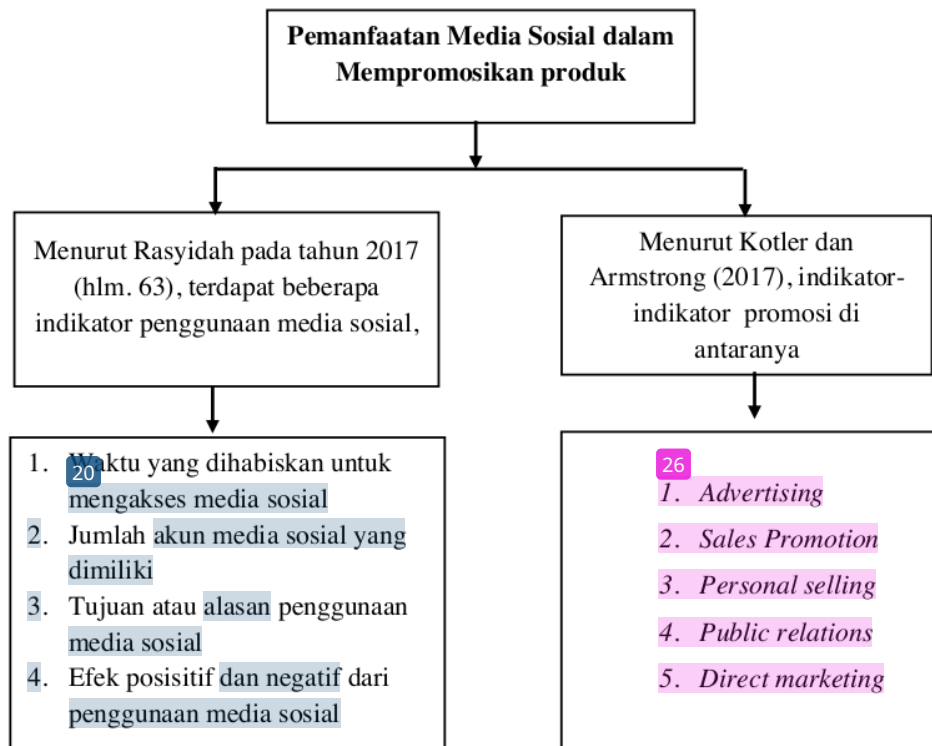 Pemanfaatan Media Sosial dalam
Mempromosikan produk
Menurut Rasyidah pada tahun 2017
(hlm. 63), terdapat beberapa
indikator penggunaan media sosial,
Menurut Kotler dan
Armstrong (2017), indikator-
indikator promosi di
antaranya
1. Waktu yang dihabiskan untuk
20
mengakses media sosial
2. Jumlah akun media sosial yang
dimiliki
3. Tujuan atau alasan penggunaan
media sosial
4. Efek posisitif dan negatif dari
penggunaan media sosial
26
1. Advertising
2. Sales Promotion
3. Personal selling
4. Public relations
5. Direct marketing